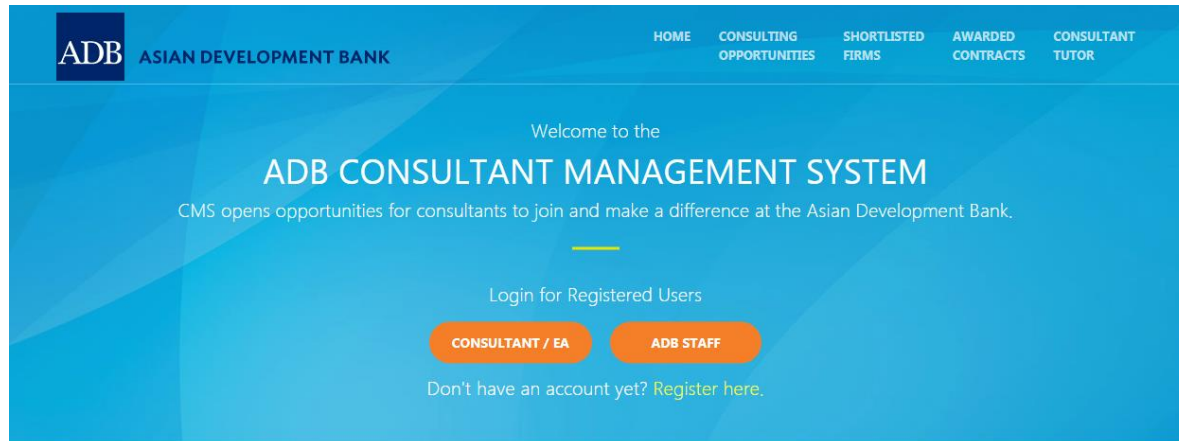 ADB ASIAN DEVELOPMENT BANK
HOME
CONSULTING
OPPORTUNITIES
SHORTLISTED
FIRMS
AWARDED
CONTRACTS
CONSULTANT
TUTOR
Welcome to the
ADB CONSULTANT MANAGEMENT SYSTEM
CMS opens opportunities for consultants to join and make a difference at the Asian Development Bank.
Login for Registered Users
CONSULTANT / EA
ADB STAFF
Don't have an account yet? Register here.